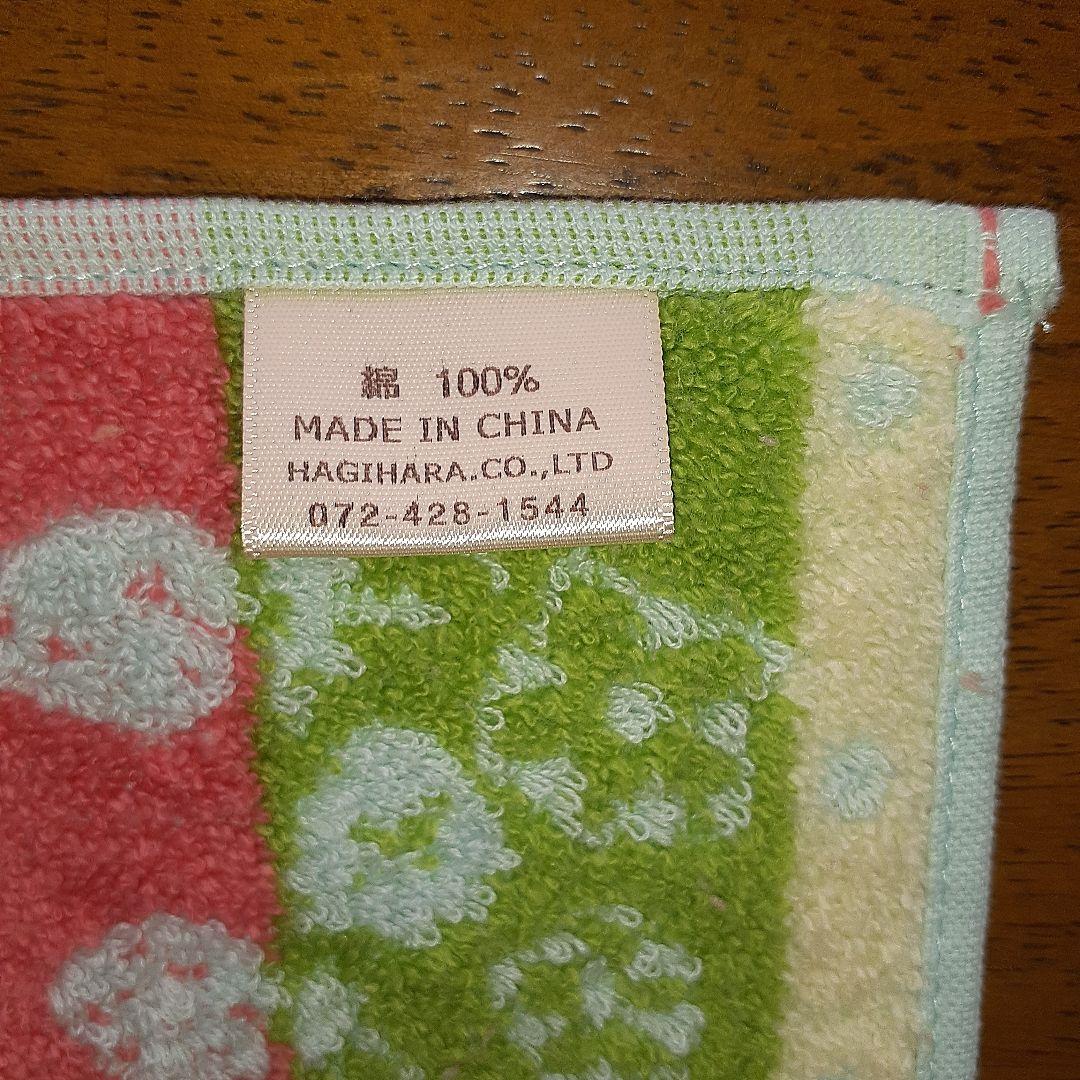 綿 100%
MADE IN CHINA
HAGIHARA.CO.,LTD
072-428-1544